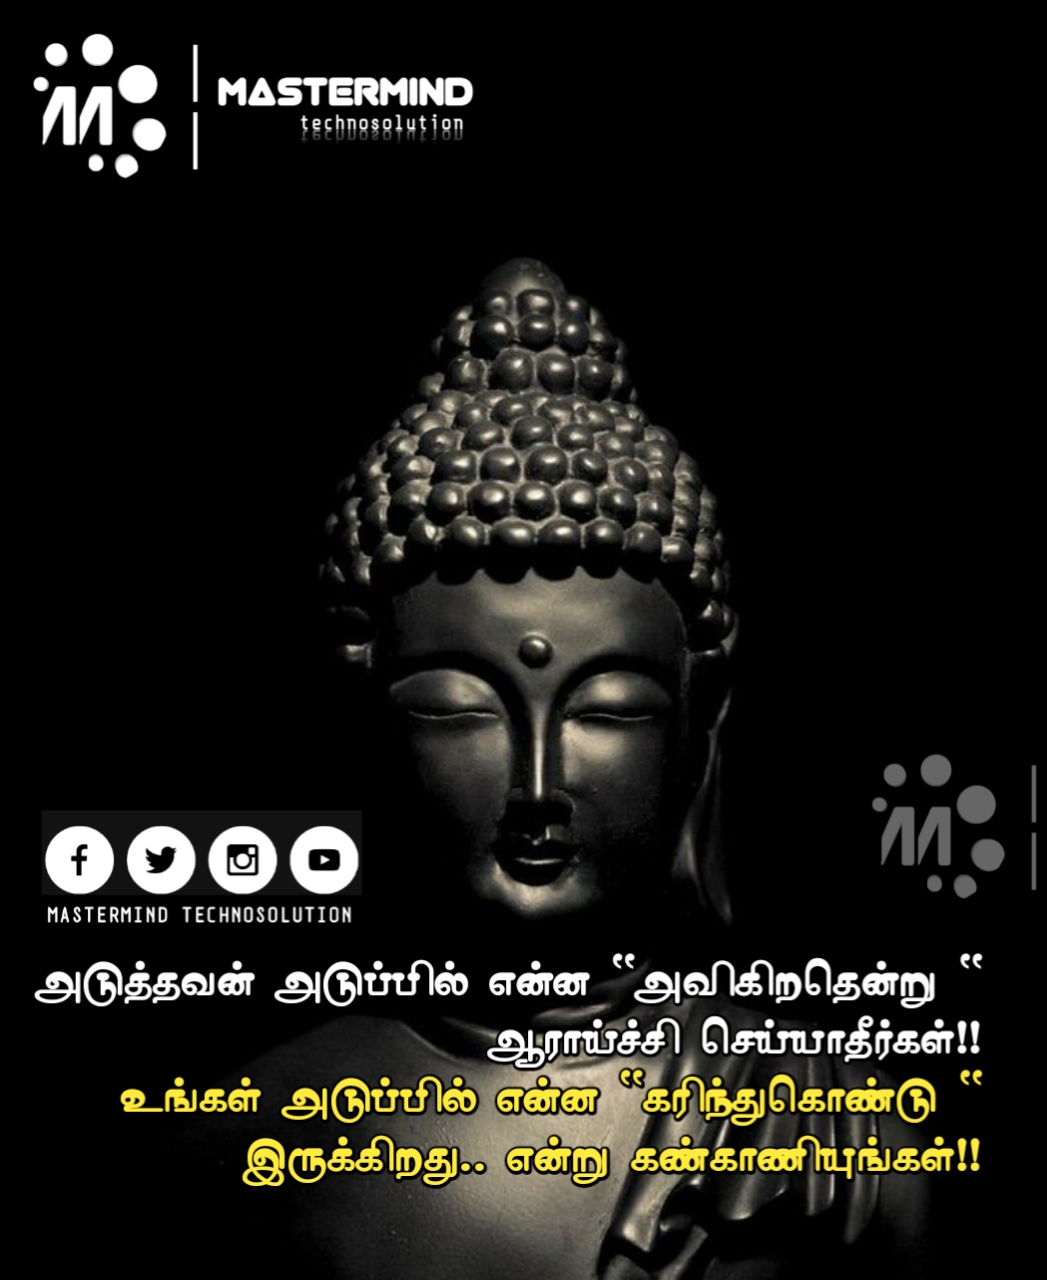 MASTERMIND
technosolution
MASTERMIND TECHNOSOLUTION
அடுத்தவன் அடுப்பில் என்ன “அவிகிறதென்று “
ஆராய்ச்சி செய்யாதீர்கள்!!
உங்கள் அடுப்பில் என்ன “கரிந்துகொண்டு “
இருக்கிறது.. என்று கண்காணியுங்கள்!!